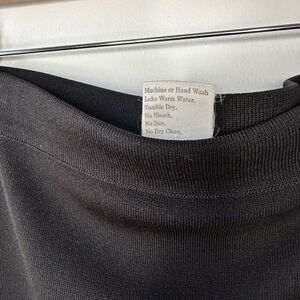 Machine or Hand Wash
Luke Warm Water.
Tumble Dry.
No Bleach.
No Iron.
No Dry Clean.